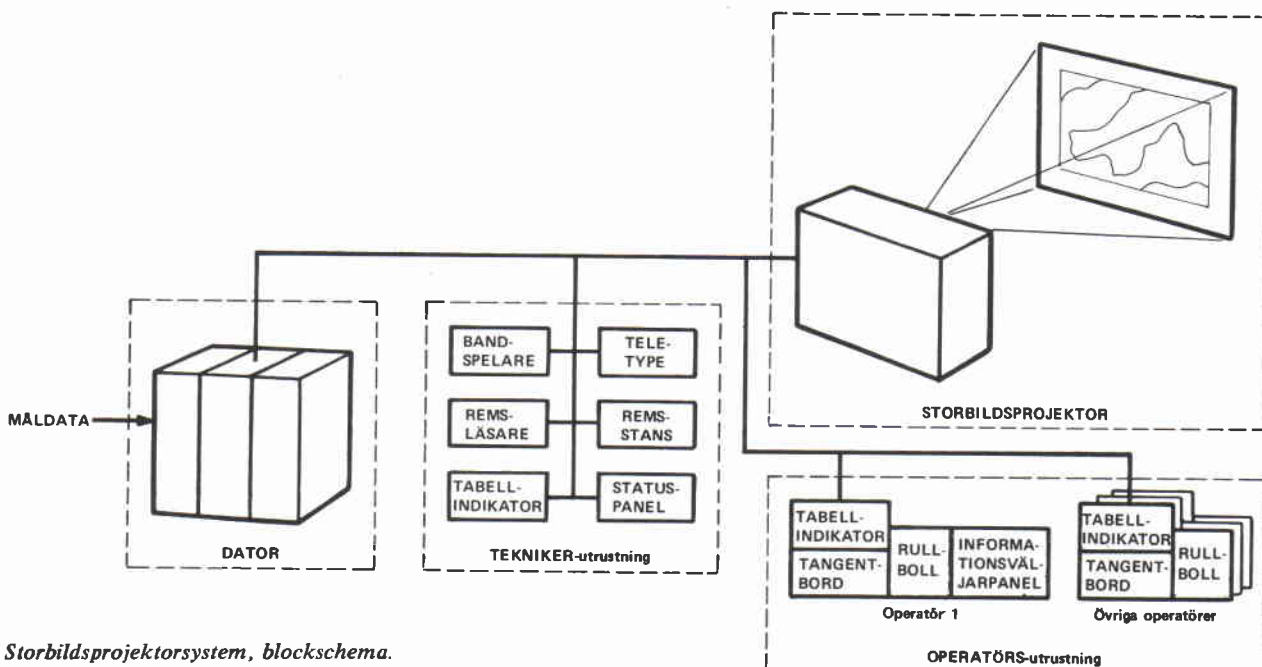 MÅLDATA
DATOR
BAND-
SPELARE
TELE-
TYPE
REMS-
LÄSARE
REMS-
STANS
TABELL-
INDIKATOR
STATUS-
PANEL
TEKNIKER-utrustning
STORBILDSPROJEKTOR
TABELL-
INDIKATOR
TANGENT-
BORD
RULL-
BOLL
INFORMA-
TIONSVÄL-
JARPANEL
Operatör 1
TABELL-
INDIKATOR
TANGENT-
BORD
RULL-
BOLL
Övriga operatörer
OPERATÖRS-utrustning
Storbildsprojektorsystem, blockschema.